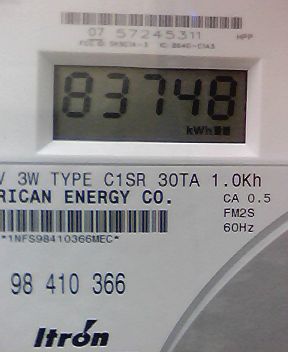 07 57245311
HPP
83748
kWh
V 3W TYPE C1SR 30TA 1.0Kh
RICAN ENERGY CO.
CA 0.5
FM2S
60Hz
*1NFS98410366MEC*
98 410 366
Itron